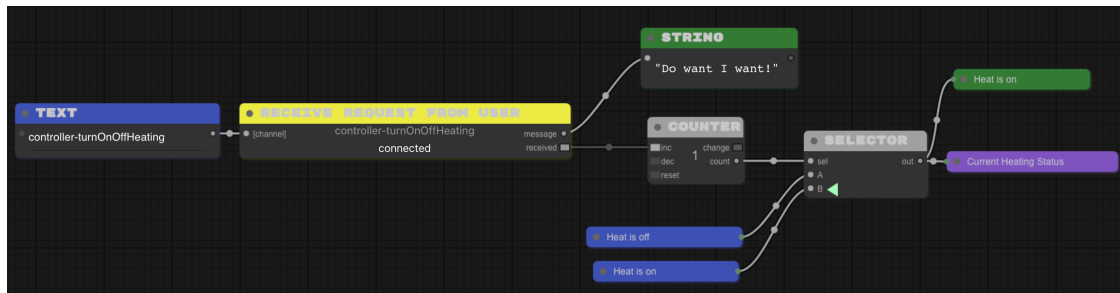 TEXT
controller-turnOnOffHeating
RECEIVE REQUEST FROM USER
[channel]
controller-turnOnOffHeating
message
connected
received
STRING
"Do want I want!"
COUNTER
inc
change
dec
1
count
reset
SELECTOR
sel
out
A
B
Heat is off
Heat is on
Heat is on
Current Heating Status